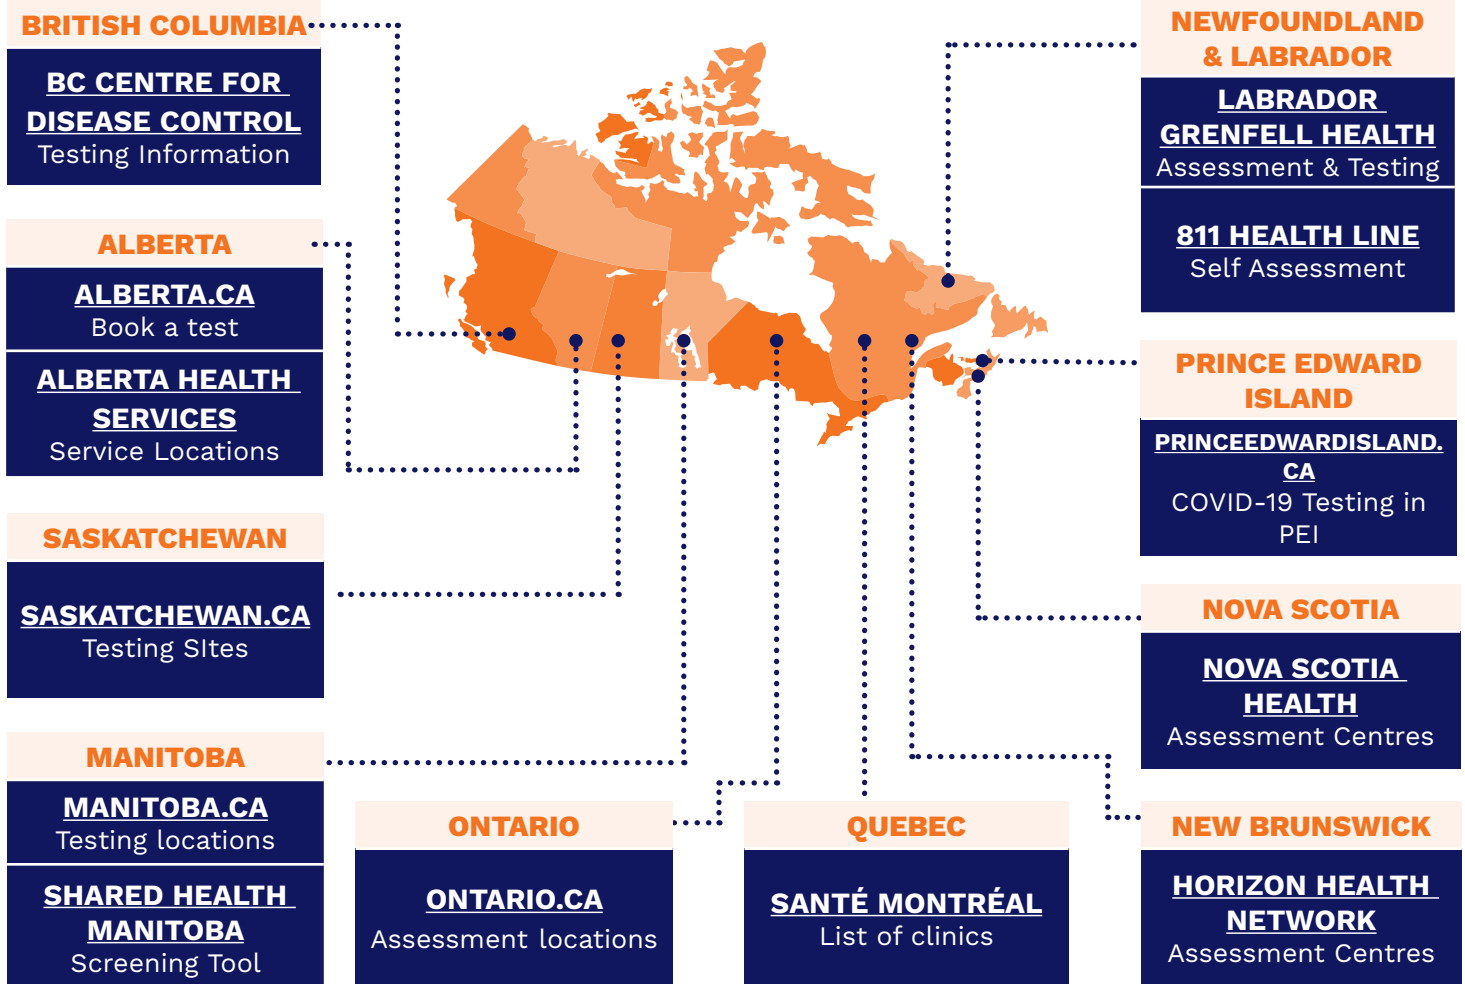 BRITISH COLUMBIA
BC CENTRE FOR
DISEASE CONTROL
Testing Information
ALBERTA
ALBERTA.CA
Book a test
ALBERTA HEALTH
SERVICES
Service Locations
SASKATCHEWAN
SASKATCHEWAN.CA
Testing SItes
MANITOBA
MANITOBA.CA
Testing locations
SHARED HEALTH
MANITOBA
Screening Tool
ONTARIO
ONTARIO.CA
Assessment locations
QUEBEC
SANTÉ MONTRÉAL
List of clinics
NEWFOUNDLAND
& LABRADOR
LABRADOR
GRENFELL HEALTH
Assessment & Testing
811 HEALTH LINE
Self Assessment
PRINCE EDWARD
ISLAND
PRINCEEDWARDISLAND.
CA
COVID-19 Testing in
PEI
NOVA SCOTIA
NOVA SCOTIA
HEALTH
Assessment Centres
NEW BRUNSWICK
HORIZON HEALTH
NETWORK
Assessment Centres